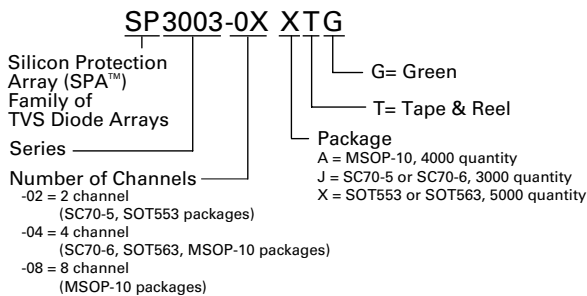 SP3003-0X XTG
Silicon Protection
Array (SPA™)
Family of
TVS Diode Arrays
Series
Number of Channels
-02 = 2 channel
(SC70-5, SOT553 packages)
-04 = 4 channel
(SC70-6, SOT563, MSOP-10 packages)
-08 = 8 channel
(MSOP-10 packages)
G= Green
T= Tape & Reel
Package
A = MSOP-10, 4000 quantity
J = SC70-5 or SC70-6, 3000 quantity
X = SOT553 or SOT563, 5000 quantity